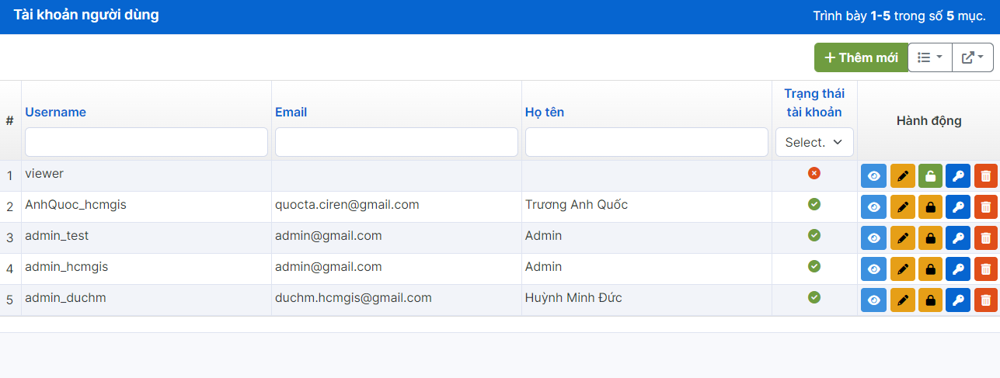 Tài khoản người dùng
Trình bày 1-5 trong số 5 mục.
Thêm mới
# Username Email Họ tên Trạng thái tài khoản Hành động
Select.
1 viewer
2 AnhQuoc_hcmgis quocta.ciren@gmail.com Trương Anh Quốc
3 admin_test admin@gmail.com Admin
4 admin_hcmgis admin@gmail.com Admin
5 admin_duchm duchm.hcmgis@gmail.com Huỳnh Minh Đức